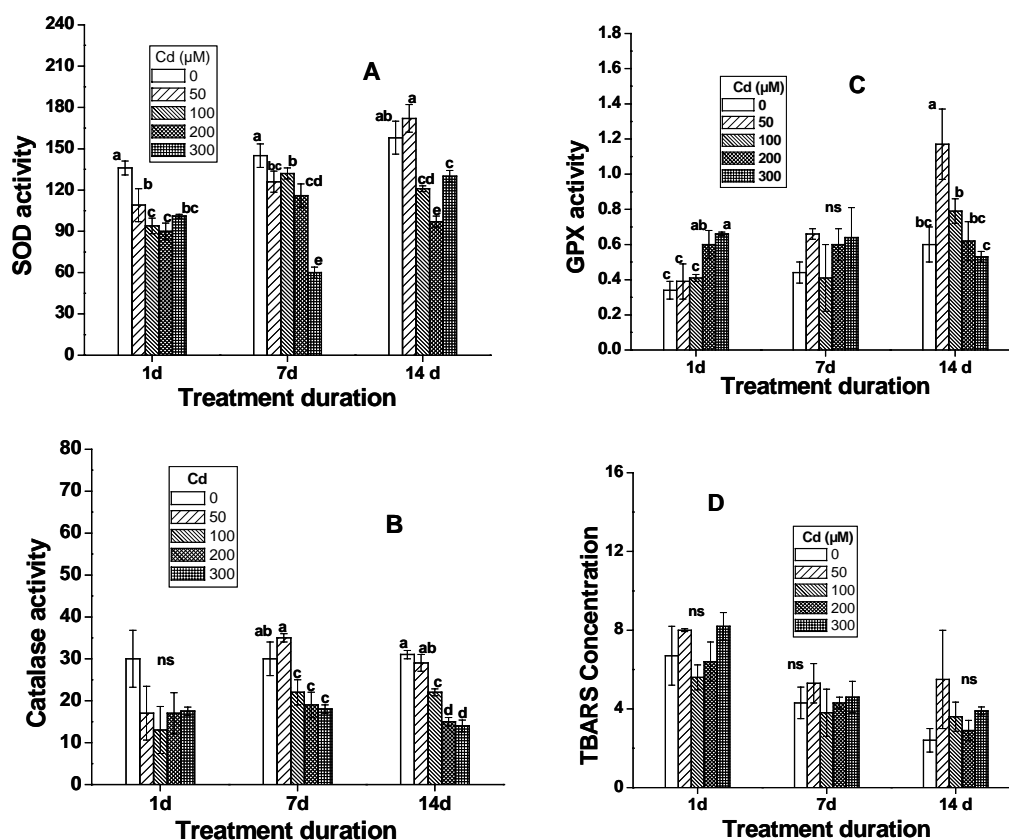 240
210
180
150
120
90
60
30
0
SOD activity
Cd (µM)
0
50
100
200
300
A
a
b
c
c
bc
a
bc
b
cd
e
ab
a
cd
e
c
1d
7d
14 d
Treatment duration
1.8
1.6
1.4
1.2
1.0
0.8
0.6
0.4
0.2
0.0
GPX activity
Cd (µM)
0
50
100
200
300
C
c
c
c
ab
a
ns
bc
a
b
bc
c
1d
7d
14 d
Treatment duration
80
70
60
50
40
30
20
10
0
Catalase activity
Cd
0
50
100
200
300
B
ns
ab
a
c
c
c
a
ab
c
d
d
1d
7d
14d
Treatment duration
16
12
8
4
0
TBARS Concentration
D
Cd (µM)
0
50
100
200
300
ns
ns
ns
1d
7d
14 d
Treatment duration